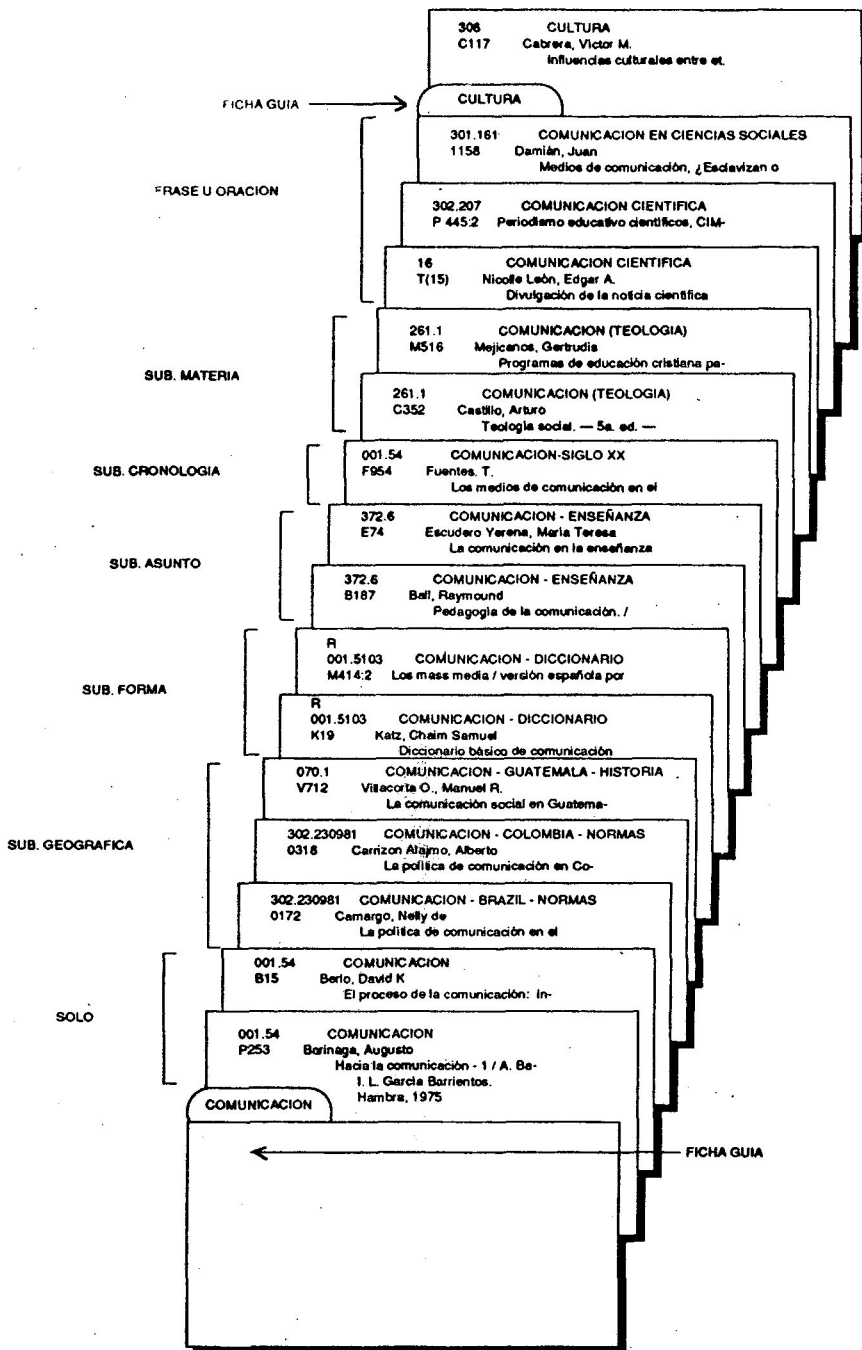 306 CULTURA
C117 Cabrera, Victor M.
Influencias culturales entre et.
FICHA GUIA
CULTURA
301.161 COMUNICACION EN CIENCIAS SOCIALES
1158 Damián, Juan
Medios de comunicación, ¿Esclavizan o
FRASE U ORACION
302.207 COMUNICACION CIENTIFICA
P 445:2 Periodismo educativo científicos, CIM-
16 COMUNICACION CIENTIFICA
T(15) Nicolle León, Edgar A.
Divulgación de la noticia científica
261.1 COMUNICACION (TEOLOGIA)
M516 Mejicanos, Gertrudis
Programas de educación cristiana pa-
SUB. MATERIA
261.1 COMUNICACION (TEOLOGIA)
C352 Castillo, Arturo
Teología social. — 5a. ed. —
001.54 COMUNICACION-SIGLO XX
SUB. CRONOLOGIA
F954 Fuentes, T.
Los medios de comunicación en el
372.6 COMUNICACION - ENSEÑANZA
E74 Escudero Yerena, María Teresa
La comunicación en la enseñanza
SUB. ASUNTO
372.6 COMUNICACION - ENSEÑANZA
B187 Ball, Raymound
Pedagogía de la comunicación. /
R
001.5103 COMUNICACION - DICCIONARIO
M414:2 Los mass media / versión española por
SUB. FORMA
R
001.5103 COMUNICACION - DICCIONARIO
K19 Katz, Chaim Samuel
Diccionario básico de comunicación
070.1 COMUNICACION - GUATEMALA - HISTORIA
V712 Villacorta O., Manuel R.
La comunicación social en Guatema-
SUB. GEOGRAFICA
302.230981 COMUNICACION - COLOMBIA - NORMAS
0318 Carrizon Alajmo, Alberto
La política de comunicación en Co-
302.230981 COMUNICACION - BRAZIL - NORMAS
0172 Camargo, Nelly de
La política de comunicación en el
001.54 COMUNICACION
B15 Berlo, David K
El proceso de la comunicación: In-
SOLO
001.54 COMUNICACION
P253 Barinaga, Augusto
Hacia la comunicación - 1 / A. Ba-
I. L. García Barrientos.
Hambra, 1975
COMUNICACION
FICHA GUIA